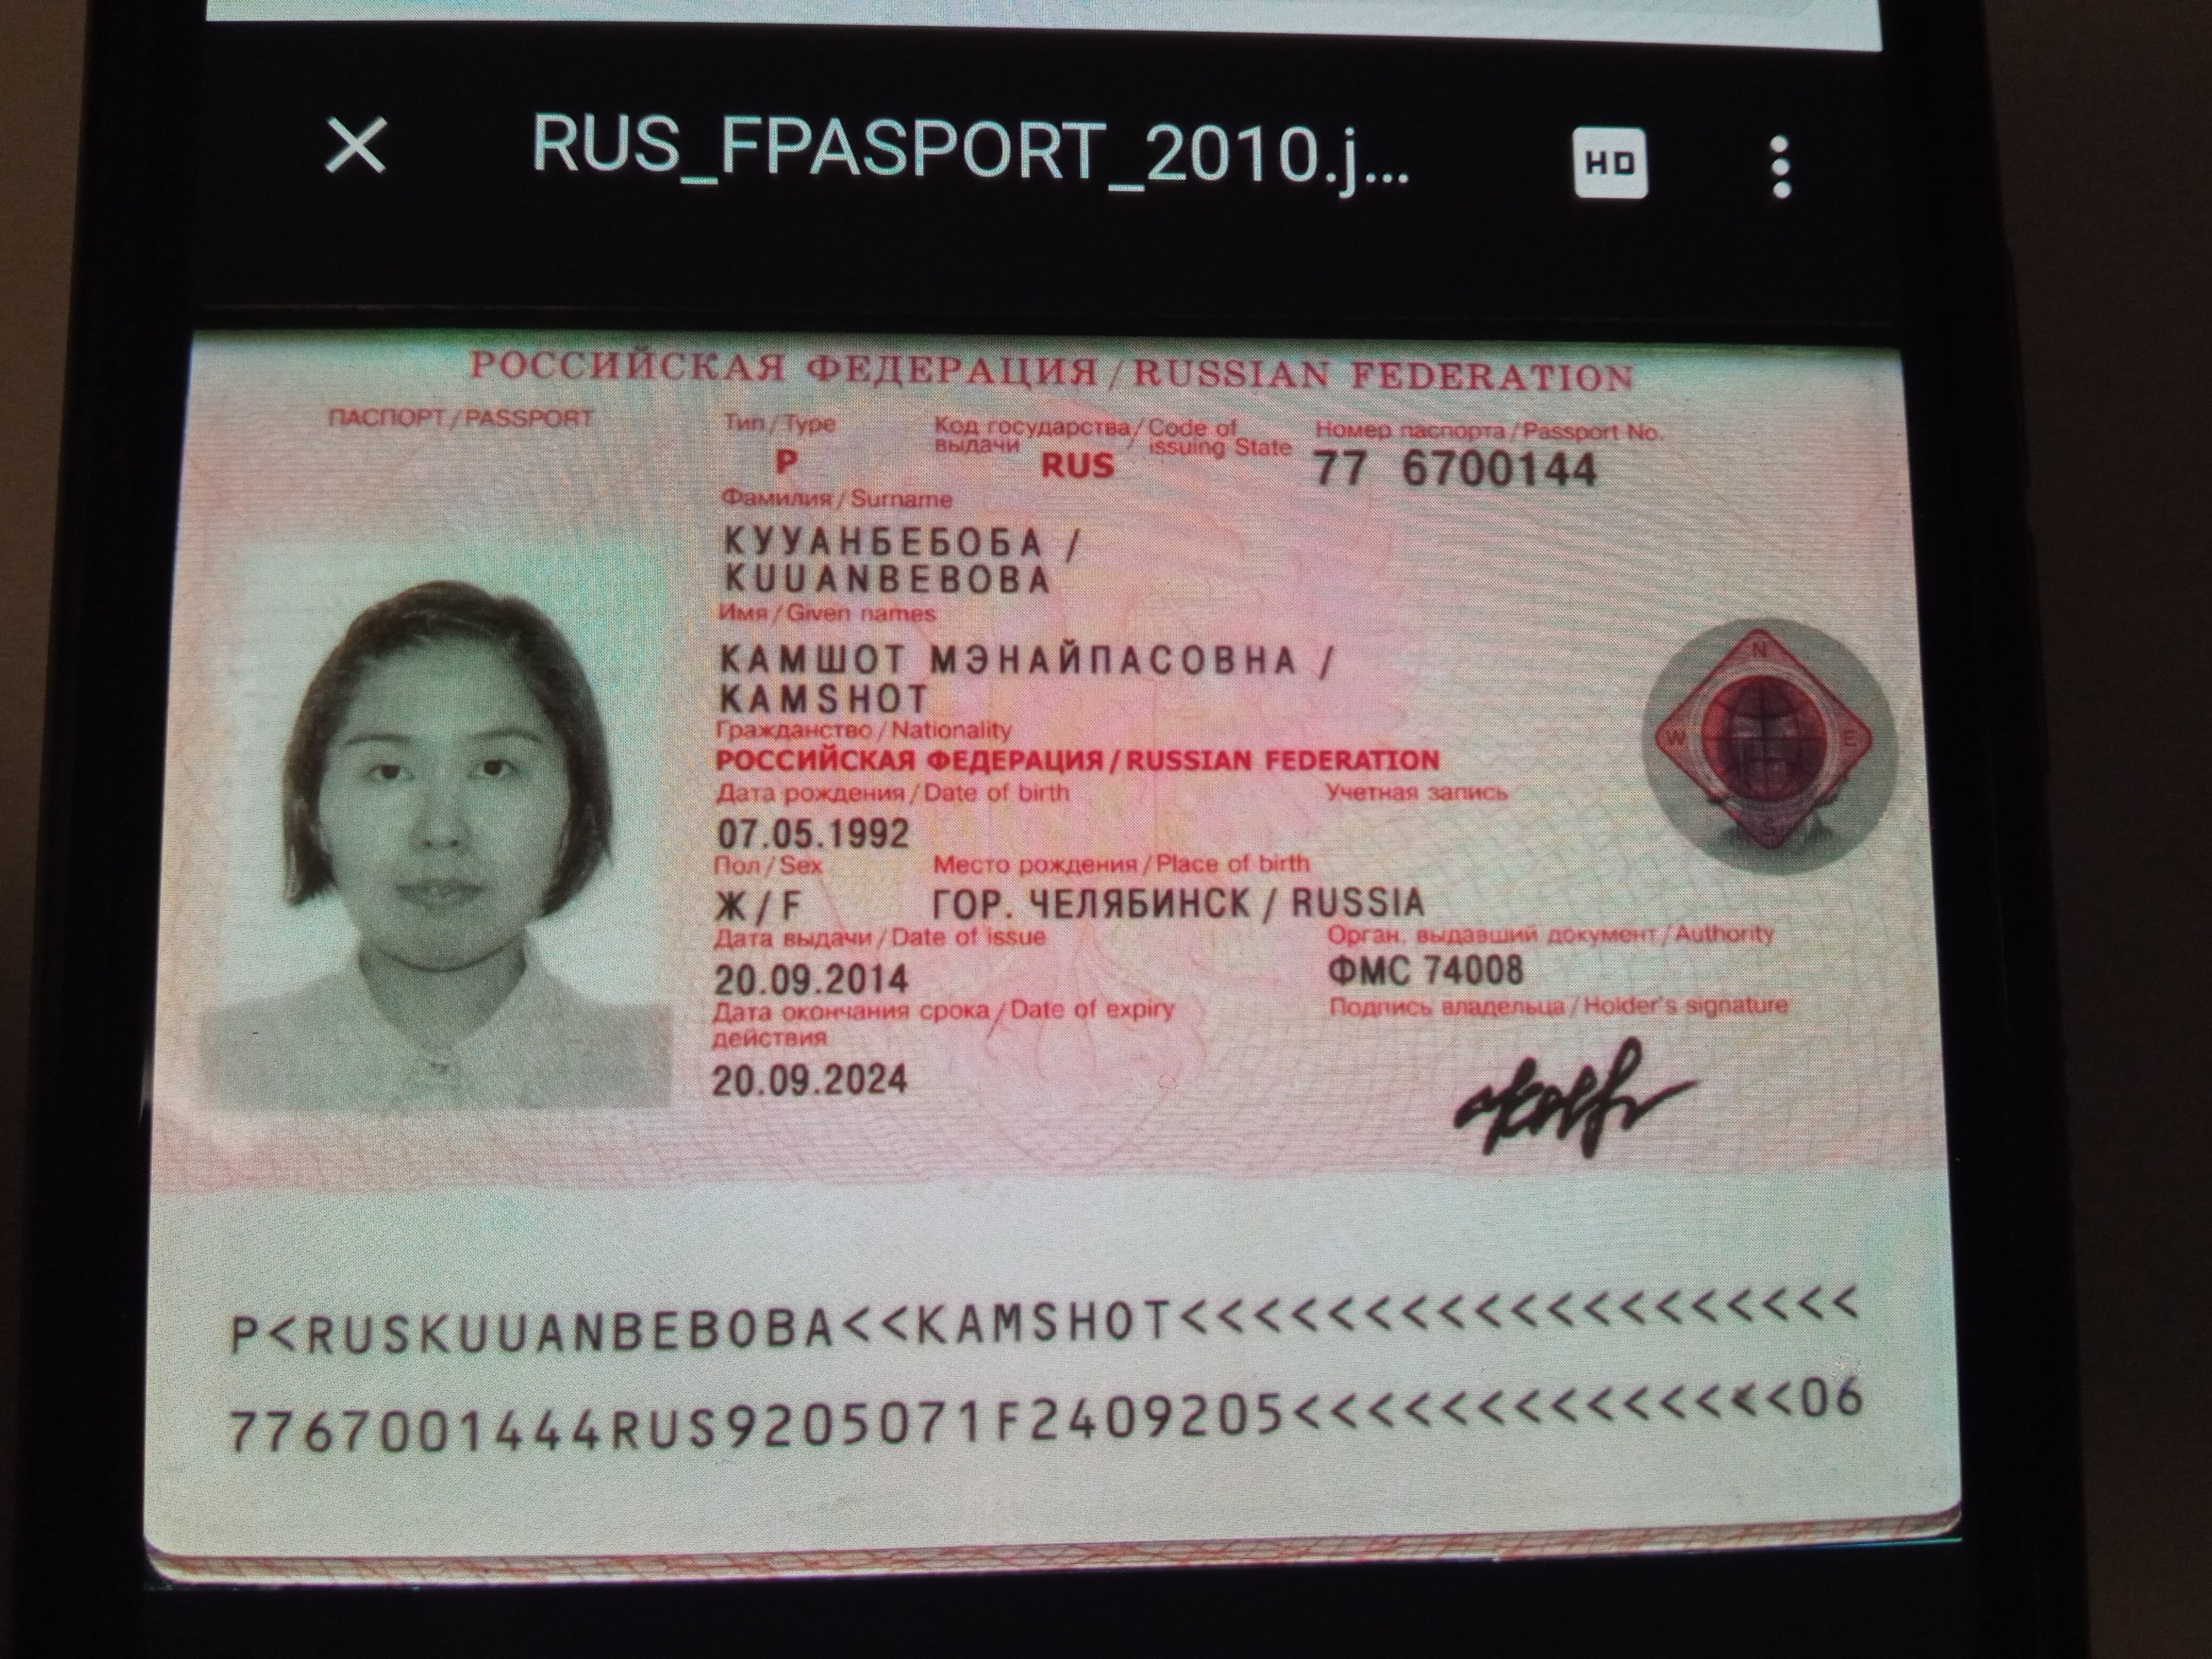 RUS_FPASPORT_2010.j...
HD
РОССИЙСКАЯ ФЕДЕРАЦИЯ / RUSSIAN FEDERATION
ПАСПОРТ / PASSPORT
Тип / Type
Код государства / Code of
выдачи issuing State
Номер паспорта / Passport No.
P
RUS
77 6700144
Фамилия / Surname
КУУАНБЕБОБА /
KUUANBEBOBA
Имя / Given names
КАМШОТ МЭНАЙПАСОВНА /
KAMSHOT
Гражданство / Nationality
РОССИЙСКАЯ ФЕДЕРАЦИЯ / RUSSIAN FEDERATION
Дата рождения / Date of birth
Учетная запись
07.05.1992
Пол / Sex
Место рождения / Place of birth
Ж / F
ГОР. ЧЕЛЯБИНСК / RUSSIA
Дата выдачи / Date of issue
Орган, выдавший документ / Authority
20.09.2014
ФМС 74008
Дата окончания срока / Date of expiry
действия
Подпись владельца / Holder's signature
20.09.2024
N
W
E
S
P<RUSKUUANBEBOBA<<KAMSHOT<<<<<<<<<<<<<<<<<<<
7767001444RUS9205071F2409205<<<<<<<<<<<<<<06